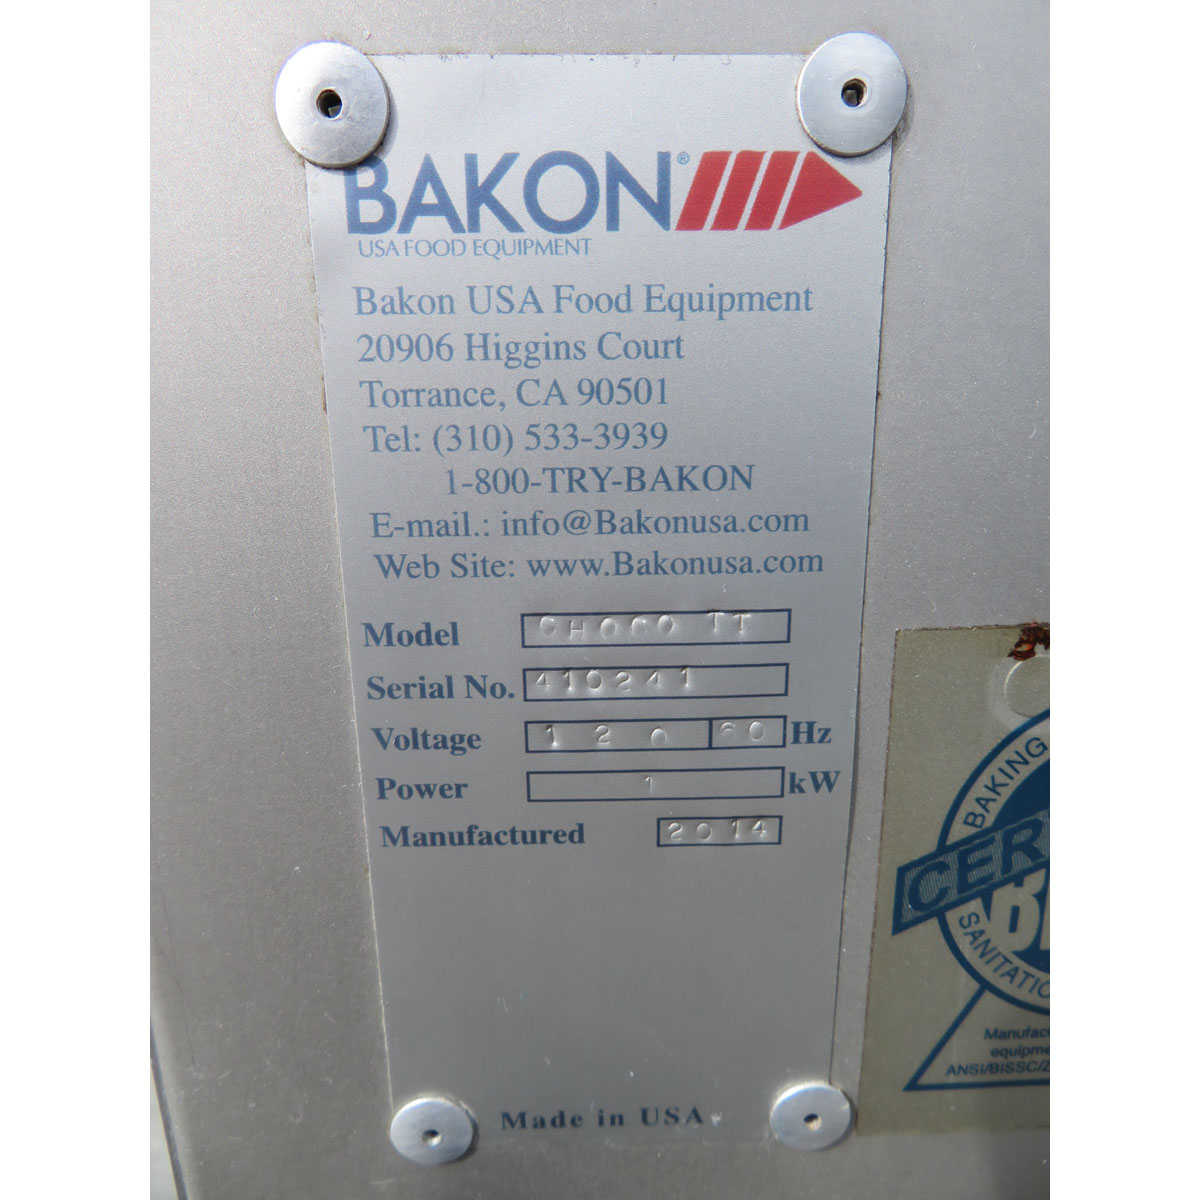 BAKON®
USA FOOD EQUIPMENT
Bakon USA Food Equipment
20906 Higgins Court
Torrance, CA 90501
Tel: (310) 533-3939
1-800-TRY-BAKON
E-mail.: info@Bakonusa.com
Web Site: www.Bakonusa.com
Model CHOCO TT
Serial No. 410241
Voltage 120 60 Hz
Power 1 kW
Manufactured 2014
Made in USA
BAKING
CER
SANITATIO
Manufac
equipme
ANSI/BISSC/Z